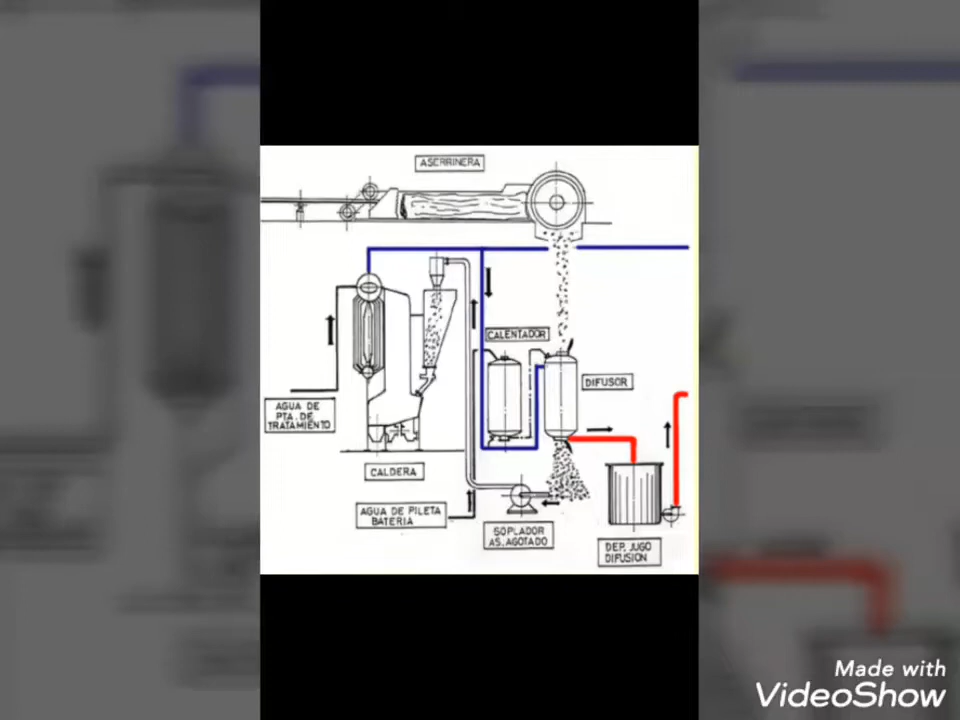 ASERRINERA
CALENTADOR
DIFUSOR
AGUA DE
PTA. DE
TRATAMIENTO
CALDERA
AGUA DE PILETA
BATERIA
SOPLADOR
AS. AGOTADO
DEP. JUGO
DIFUSION
Made with
VideoShow